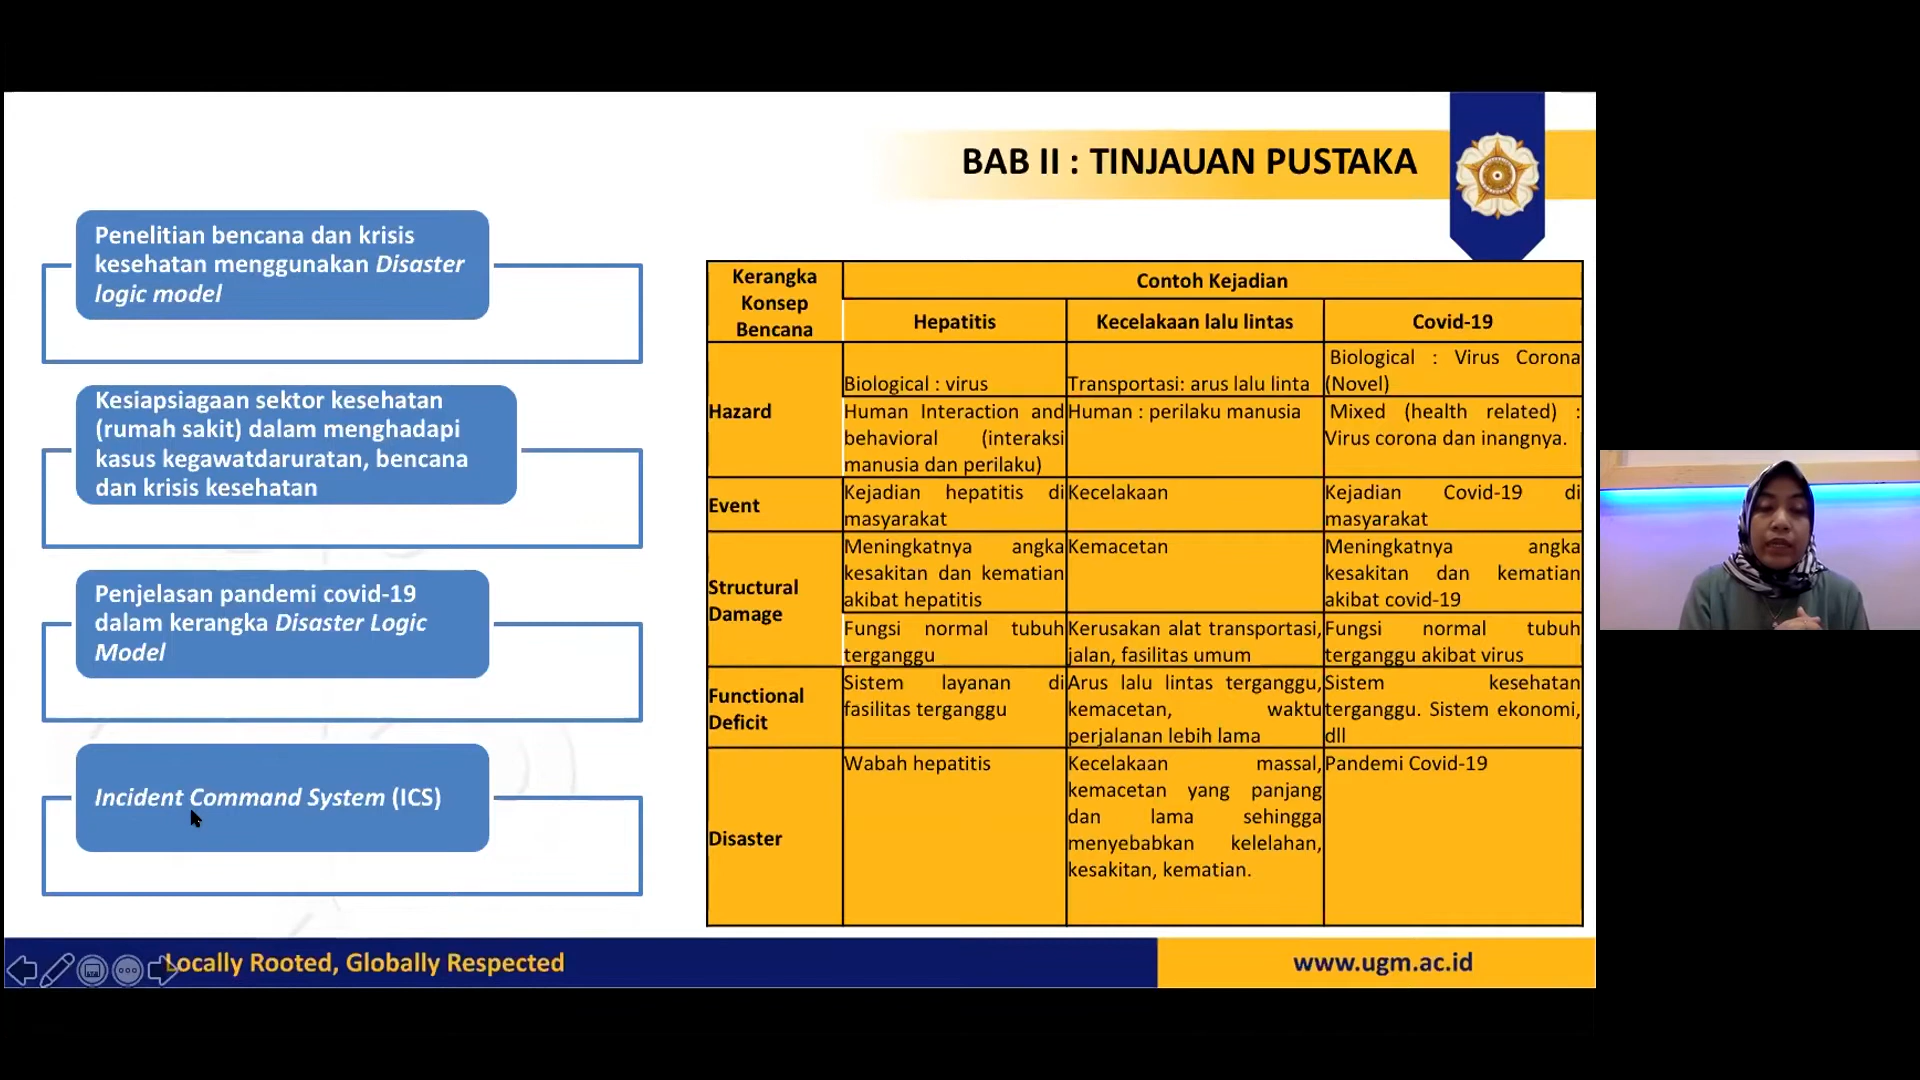 BAB II : TINJAUAN PUSTAKA
Penelitian bencana dan krisis
kesehatan menggunakan Disaster
logic model
Kesiapsiagaan sektor kesehatan
(rumah sakit) dalam menghadapi
kasus kegawatdaruratan, bencana
dan krisis kesehatan
Penjelasan pandemi covid-19
dalam kerangka Disaster Logic
Model
Incident Command System (ICS)
Kerangka
Konsep
Bencana
Contoh Kejadian
Hepatitis
Kecelakaan lalu lintas
Covid-19
Hazard
Biological : virus
Transportasi: arus lalu linta
Biological : Virus Corona
(Novel)
Human Interaction and
behavioral (interaksi
manusia dan perilaku)
Human : perilaku manusia
Mixed (health related) :
Virus corona dan inangnya.
Event
Kejadian hepatitis di
masyarakat
Kecelakaan
Kejadian Covid-19 di
masyarakat
Structural
Damage
Meningkatnya angka
kesakitan dan kematian
akibat hepatitis
Kemacetan
Meningkatnya angka
kesakitan dan kematian
akibat covid-19
Fungsi normal tubuh
terganggu
Kerusakan alat transportasi,
jalan, fasilitas umum
Fungsi normal tubuh
terganggu akibat virus
Functional
Deficit
Sistem layanan di
fasilitas terganggu
Arus lalu lintas terganggu,
kemacetan, waktu
perjalanan lebih lama
Sistem kesehatan
terganggu. Sistem ekonomi,
dll
Disaster
Wabah hepatitis
Kecelakaan massal,
kemacetan yang panjang
dan lama sehingga
menyebabkan kelelahan,
kesakitan, kematian.
Pandemi Covid-19
Locally Rooted, Globally Respected
www.ugm.ac.id